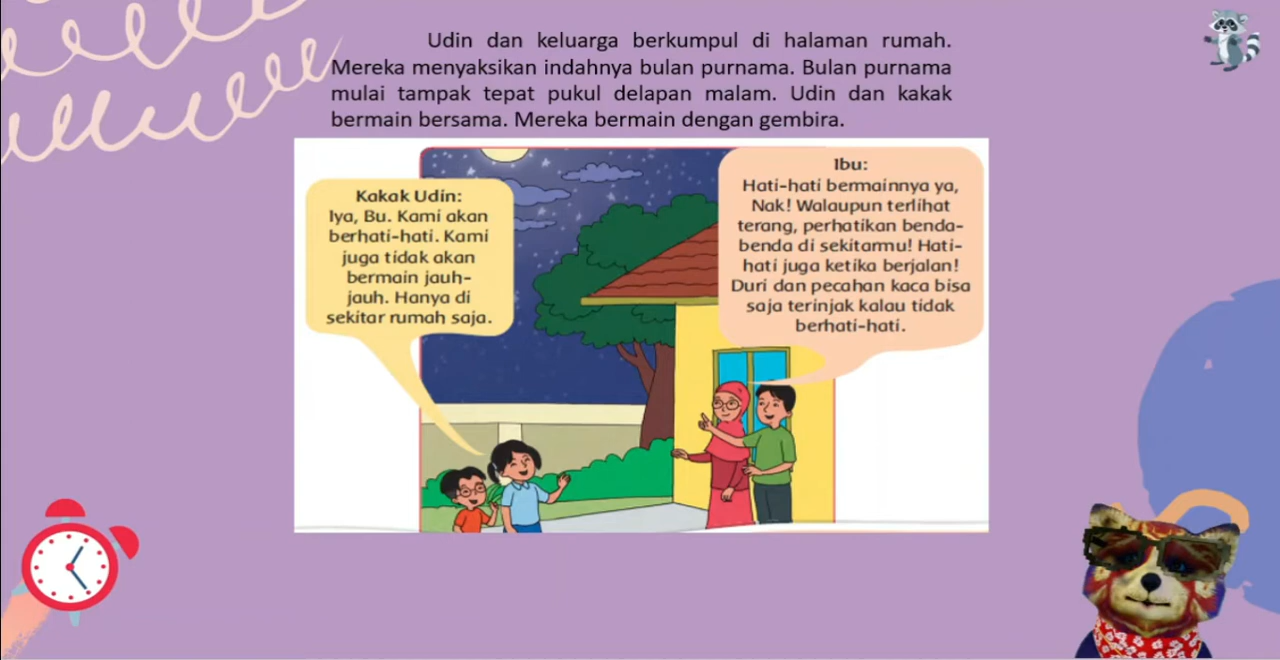 Udin dan keluarga berkumpul di halaman rumah.
Mereka menyaksikan indahnya bulan purnama. Bulan purnama
mulai tampak tepat pukul delapan malam. Udin dan kakak
bermain bersama. Mereka bermain dengan gembira.
Kakak Udin:
Iya, Bu. Kami akan
berhati-hati. Kami
juga tidak akan
bermain jauh-
jauh. Hanya di
sekitar rumah saja.
Ibu:
Hati-hati bermainnya ya,
Nak! Walaupun terlihat
terang, perhatikan benda-
benda di sekitarmu! Hati-
hati juga ketika berjalan!
Duri dan pecahan kaca bisa
saja terinjak kalau tidak
berhati-hati.